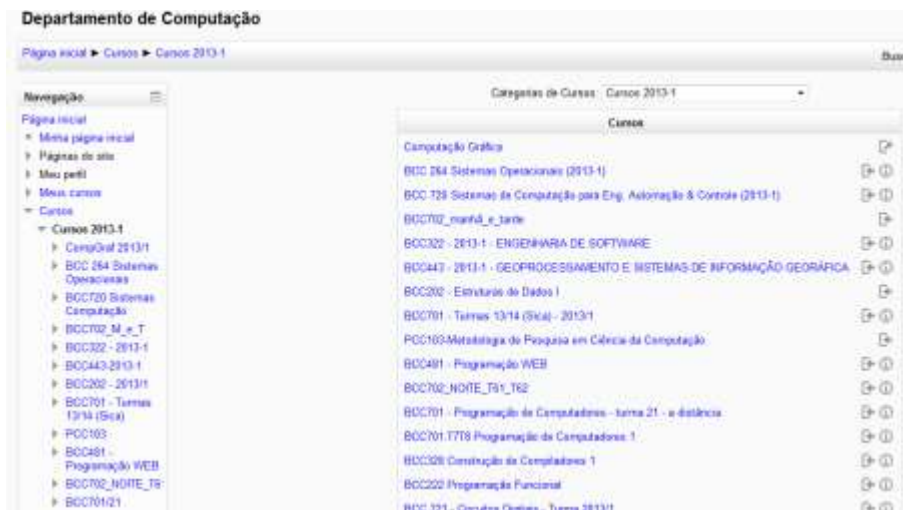 Departamento de Computação
Página inicial ► Cursos ► Cursos 2013-1
Navegação
Página inicial
Minha página inicial
Páginas do site
Meu perfil
Meus cursos
Cursos
Cursos 2013-1
CompGraf 2013/1
BCC 264 Sistemas
Operacionais
BCC720 Sistemas
Computação
BCC702_M_e_T
BCC322 - 2013-1
BCC443-2013-1
BCC202 - 2013/1
BCC701 - Turmas
13/14 (Sica)
PCC103
BCC481 -
Programação WEB
BCC702_NOITE_T6
BCC701/21
Categorias de Cursos: Cursos 2013-1
Cursos
Computação Gráfica
BCC 264 Sistemas Operacionais (2013-1)
BCC 720 Sistemas de Computação para Eng. Automação & Controle (2013-1)
BCC702_manhã_e_tarde
BCC322 - 2013-1 - ENGENHARIA DE SOFTWARE
BCC443 - 2013-1 - GEOPROCESSAMENTO E SISTEMAS DE INFORMAÇÃO GEORÁFICA
BCC202 - Estruturas de Dados I
BCC701 - Turmas 13/14 (Sica) - 2013/1
PCC103-Metodologia de Pesquisa em Ciência da Computação
BCC481 - Programação WEB
BCC702_NOITE_T61_T62
BCC701 - Programação de Computadores - turma 21 - a distância
BCC701.T7T8 Programação de Computadores 1
BCC328 Construção de Compiladores 1
BCC222 Programação Funcional
Circuitos Digitais - Turma 2013/1